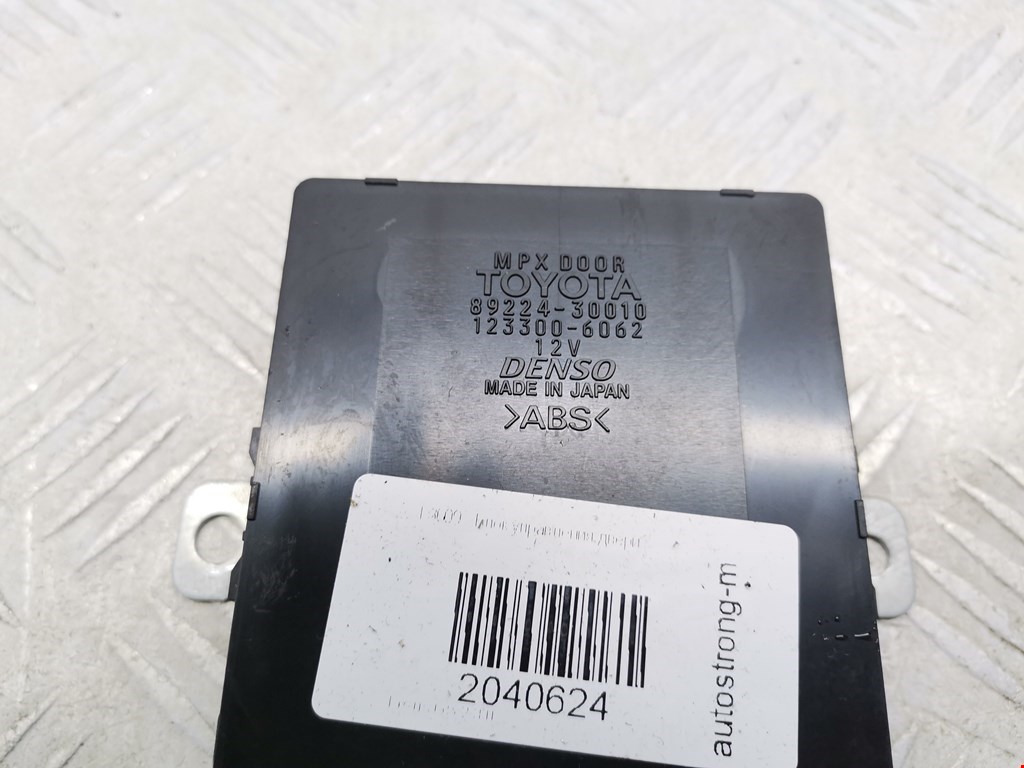 MPX DOOR
TOYOTA
89224-30010
123300-6062
12V
DENSO
MADE IN JAPAN
>ABS<
2040624
autostrong-m